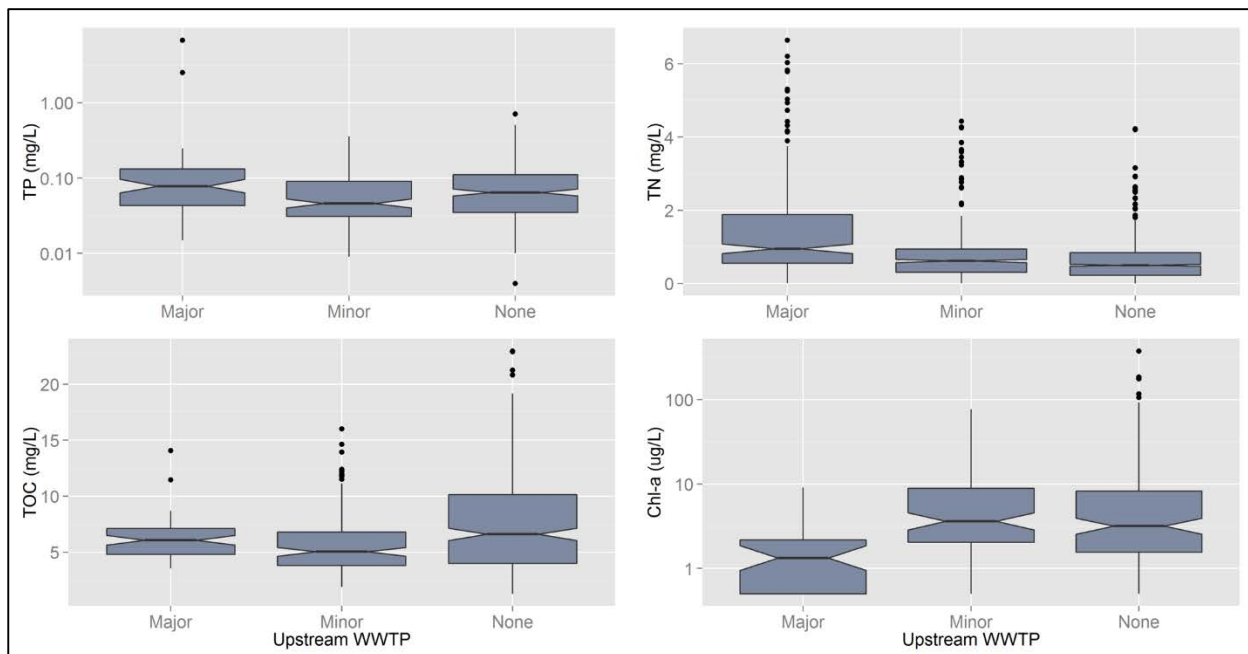 TP (mg/L)
1.00
0.10
0.01
Major Minor None
TN (mg/L)
6
4
2
0
Major Minor None
TOC (mg/L)
20
15
10
5
Major Minor None
Upstream WWTP
Chl-a (ug/L)
100
10
1
Major Minor None
Upstream WWTP